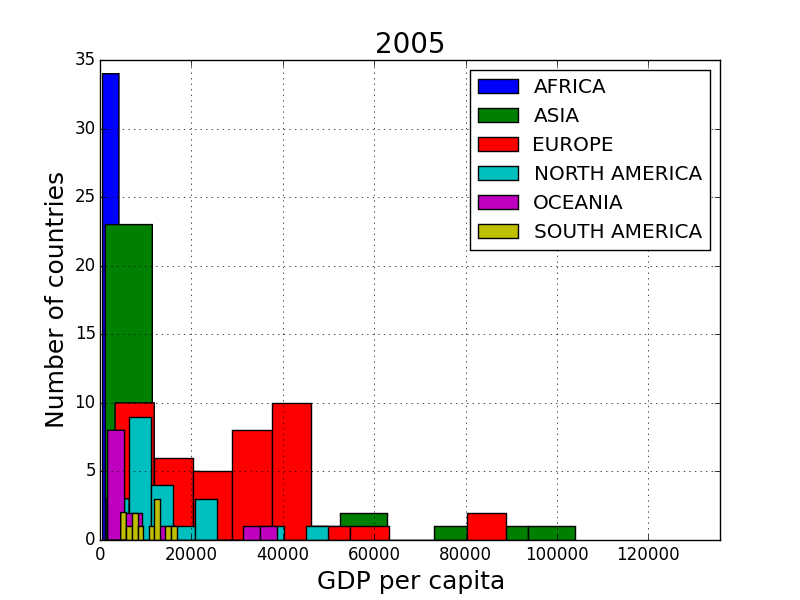 2005
35
30
25
20
15
10
5
0
Number of countries
AFRICA
ASIA
EUROPE
NORTH AMERICA
OCEANIA
SOUTH AMERICA
0 20000 40000 60000 80000 100000 120000
GDP per capita